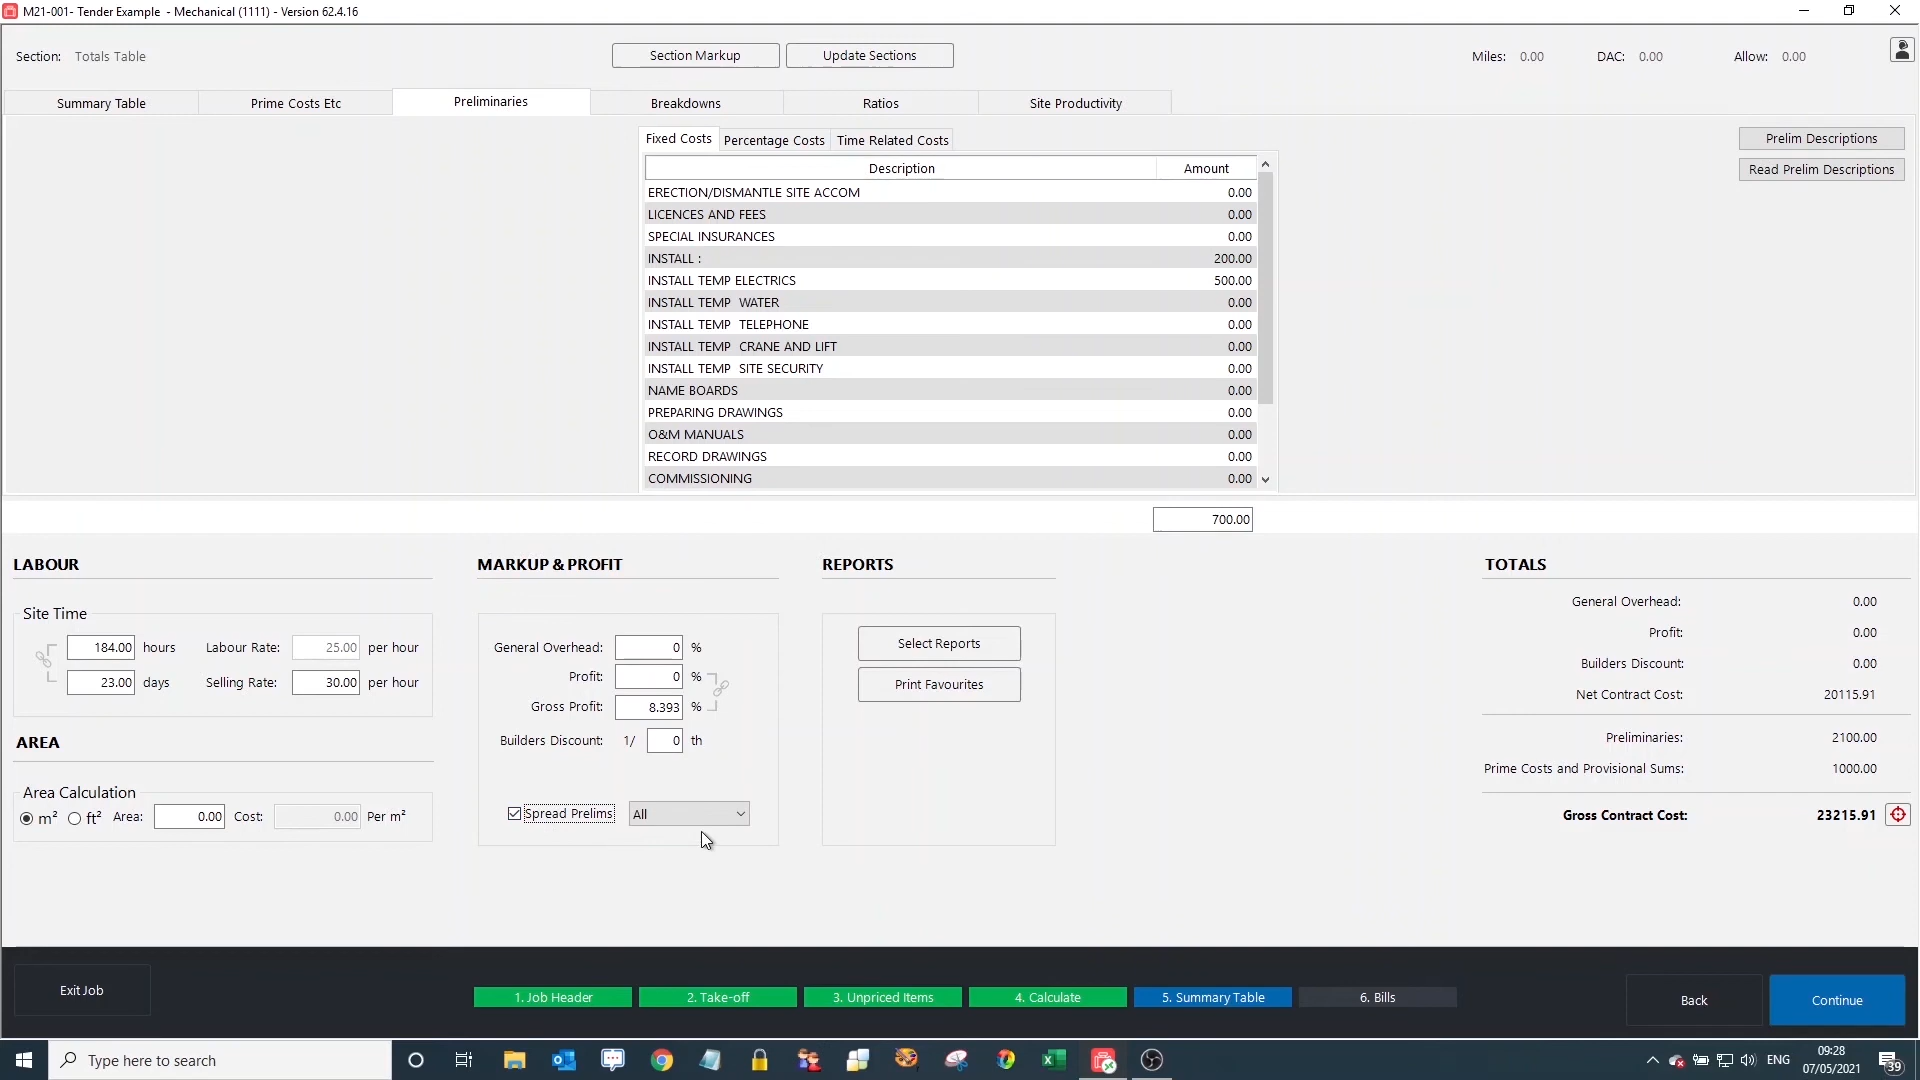 M21-001- Tender Example - Mechanical (1111) - Version 62.4.16
Section: Totals Table
Section Markup
Update Sections
Miles: 0.00
DAC: 0.00
Allow: 0.00
Summary Table
Prime Costs Etc
Preliminaries
Breakdowns
Ratios
Site Productivity
Fixed Costs
Percentage Costs
Time Related Costs
Prelim Descriptions
Read Prelim Descriptions
Description Amount
ERECTION/DISMANTLE SITE ACCOM 0.00
LICENCES AND FEES 0.00
SPECIAL INSURANCES 0.00
INSTALL : 200.00
INSTALL TEMP ELECTRICS 500.00
INSTALL TEMP WATER 0.00
INSTALL TEMP TELEPHONE 0.00
INSTALL TEMP CRANE AND LIFT 0.00
INSTALL TEMP SITE SECURITY 0.00
NAME BOARDS 0.00
PREPARING DRAWINGS 0.00
O&M MANUALS 0.00
RECORD DRAWINGS 0.00
COMMISSIONING 0.00
700.00
LABOUR
Site Time
184.00 hours Labour Rate: 25.00 per hour
23.00 days Selling Rate: 30.00 per hour
AREA
Area Calculation
m² ft² Area: 0.00 Cost: 0.00 Per m²
MARKUP & PROFIT
General Overhead: 0 %
Profit: 0 %
Gross Profit: 8.393 %
Builders Discount: 1/ 0 th
Spread Prelims All
REPORTS
Select Reports
Print Favourites
TOTALS
General Overhead: 0.00
Profit: 0.00
Builders Discount: 0.00
Net Contract Cost: 20115.91
Preliminaries: 2100.00
Prime Costs and Provisional Sums: 1000.00
Gross Contract Cost: 23215.91
Exit Job
1. Job Header
2. Take-off
3. Unpriced Items
4. Calculate
5. Summary Table
6. Bills
Back
Continue
Type here to search
ENG
09:28
07/05/2021
39